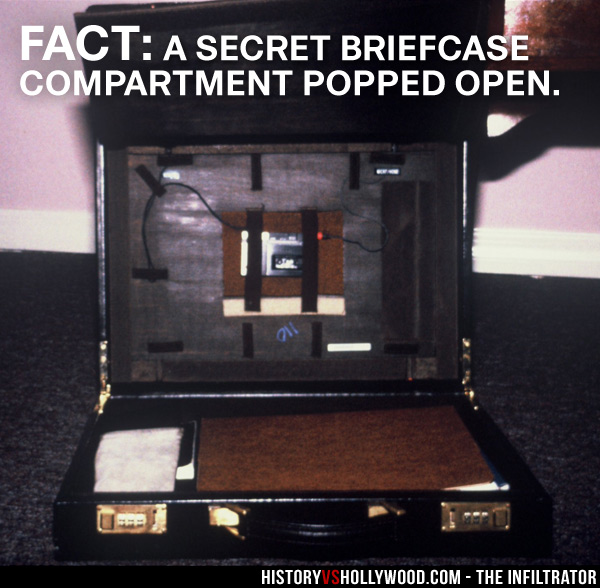 FACT: A SECRET BRIEFCASE
COMPARTMENT POPPED OPEN.
HISTORYVSHOLLYWOOD.COM - THE INFILTRATOR